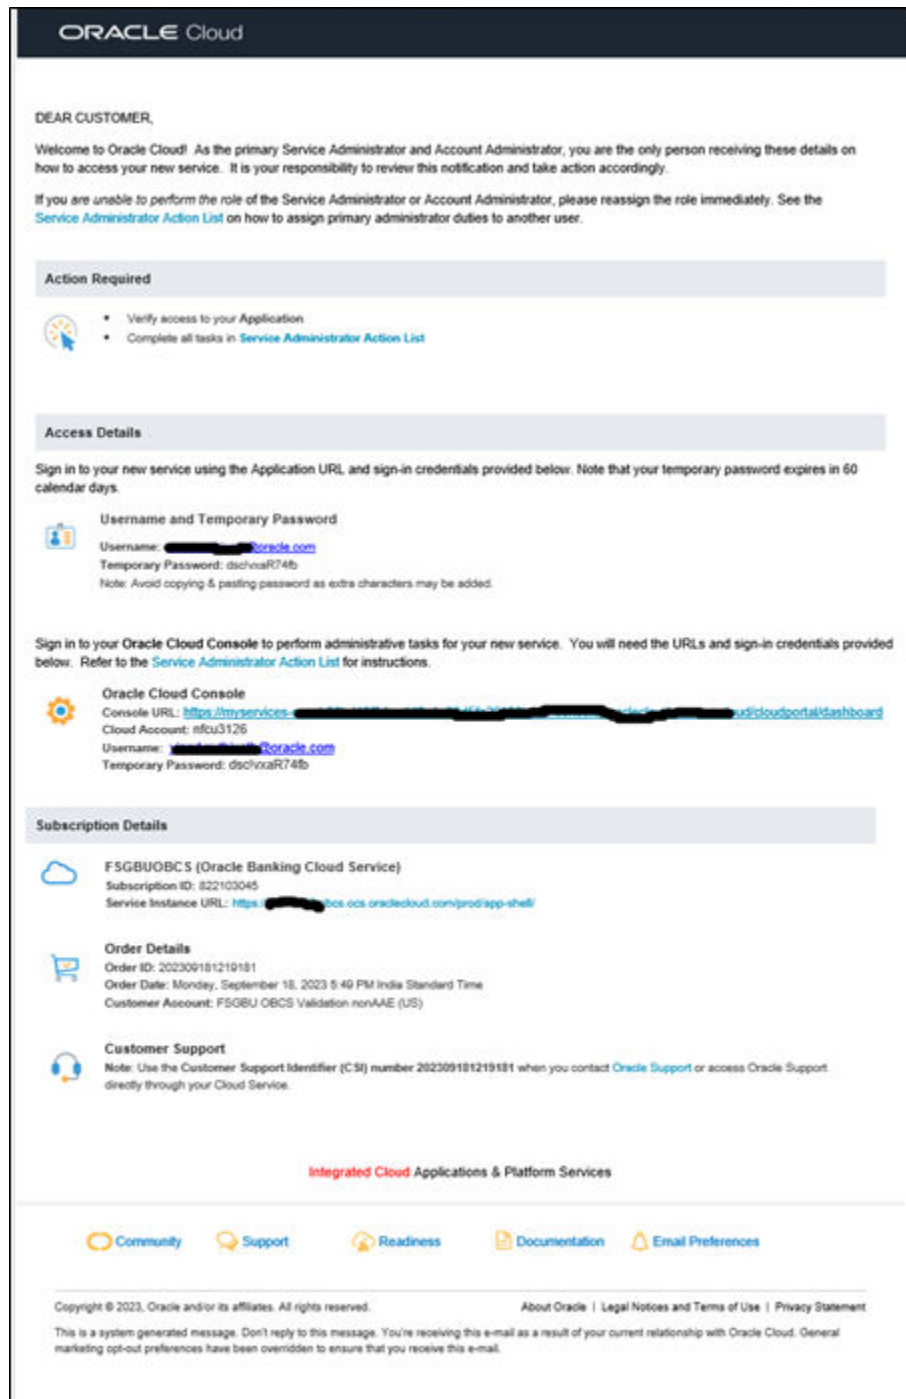 ORACLE Cloud
DEAR CUSTOMER,
Welcome to Oracle Cloud! As the primary Service Administrator and Account Administrator, you are the only person receiving these details on
how to access your new service. It is your responsibility to review this notification and take action accordingly.
If you are unable to perform the role of the Service Administrator or Account Administrator, please reassign the role immediately. See the
Service Administrator Action List on how to assign primary administrator duties to another user.
Action Required
Verify access to your Application
Complete all tasks in Service Administrator Action List
Access Details
Sign in to your new service using the Application URL and sign-in credentials provided below. Note that your temporary password expires in 60
calendar days.
Username and Temporary Password
Username: @oracle.com
Temporary Password:
Note: Avoid copying & pasting password as extra characters may be added.
Sign in to your Oracle Cloud Console to perform administrative tasks for your new service. You will need the URLs and sign-in credentials provided
below. Refer to the Service Administrator Action List for instructions.
Oracle Cloud Console
Console URL: https://myservices- oud/cloudportal/dashboard
Cloud Account: nfcu3126
Username: @oracle.com
Temporary Password:
Subscription Details
FSGBUOBCS (Oracle Banking Cloud Service)
Subscription ID: 822103045
Service Instance URL: https:/ bcs.ocs.oraclecloud.com/prod/app-shell/
Order Details
Order ID: 202309181219181
Order Date: Monday, September 18, 2023 5:49 PM India Standard Time
Customer Account: FSGBU OBCS Validation nonAAE (US)
Customer Support
Note: Use the Customer Support Identifier (CSI) number 202309181219181 when you contact Oracle Support or access Oracle Support
directly through your Cloud Service.
Integrated Cloud Applications & Platform Services
Community Support Readiness Documentation Email Preferences
Copyright © 2023, Oracle and/or its affiliates. All rights reserved. About Oracle | Legal Notices and Terms of Use | Privacy Statement
This is a system generated message. Don't reply to this message. You're receiving this e-mail as a result of your current relationship with Oracle Cloud. General
marketing opt-out preferences have been overridden to ensure that you receive this e-mail.